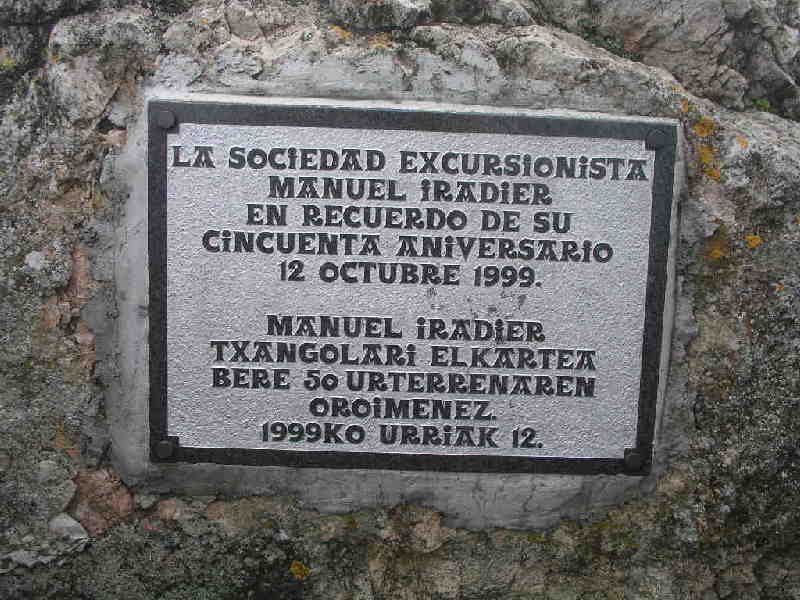 LA SOCiEDAD EXCURSiONiSTA
MANUEL iRADiER
EN RECUERDO DE SU
CiNCUENTA ANiVERSARiO
12 OCTUBRE 1999.
MANUEL iRADiER
TXANGOLARi ELKARTEA
BERE 50 URTERRENAREN
OROiMENEZ.
1999KO URRiAK 12.